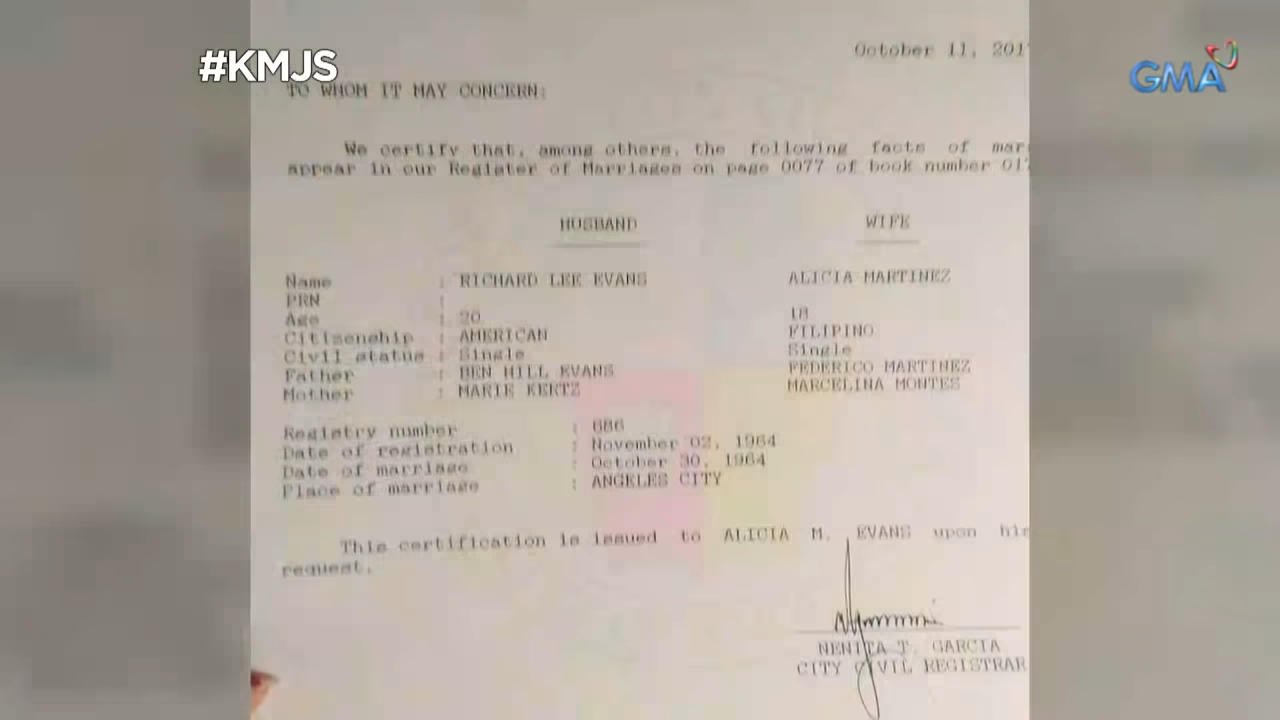 #KMJS
GMA
October 11, 201
TO WHOM IT MAY CONCERN:
We certify that, among others, the following facts of mar
appear in our Register of Marriages on page 0077 of book number 01
HUSBAND WIFE
Name : RICHARD LEE EVANS ALICIA MARTINEZ
PRN :
Age : 20 18
Citizenship : AMERICAN FILIPINO
Civil status : Single Single
Father : BEN HILL EVANS FEDERICO MARTINEZ
Mother : MARIE KERTZ MARCELINA MONTES
Registry number : 686
Date of registration : November 02, 1964
Date of marriage : October 30, 1964
Place of marriage : ANGELES CITY
This certification is issued to ALICIA M. EVANS upon his
request.
NENITA T. GARCIA
CITY CIVIL REGISTRAR